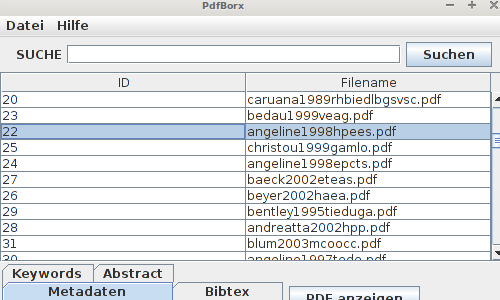 PdfBorx
Datei Hilfe
SUCHE Suchen
ID Filename
20 caruana1989rhbiedlbgsvsc.pdf
23 bedau1999veag.pdf
22 angeline1998hpees.pdf
25 christou1999gamlo.pdf
24 angeline1998epcts.pdf
27 baeck2002eteas.pdf
26 beyer2002haea.pdf
29 bentley1995tieduga.pdf
28 andreatta2002hpp.pdf
31 blum2003mcoocc.pdf
30 angeline1997tede.pdf
Keywords Abstract
Metadaten Bibtex PDF anzeigen